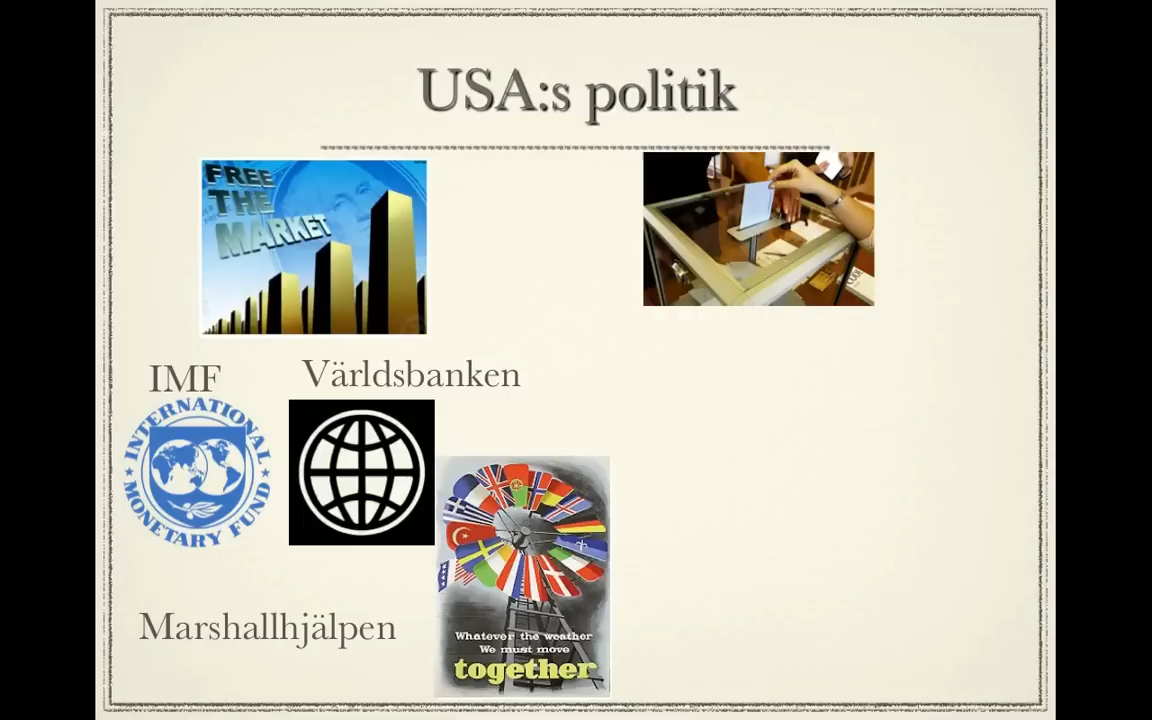 USA:s politik
FREE
THE
MARKET
IMF
Världsbanken
INTERNATIONAL
MONETARY FUND
Marshallhjälpen
Whatever the weather
We must move
together